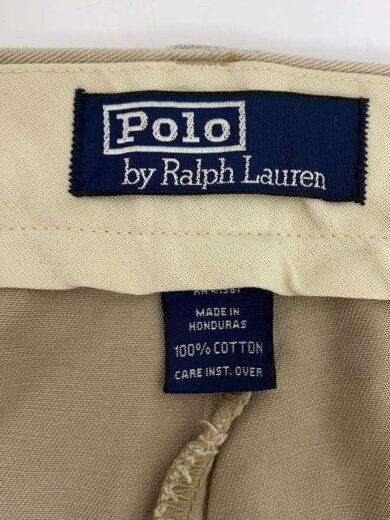 Polo
by Ralph Lauren
MADE IN
HONDURAS
100% COTTON
CARE INST. OVER